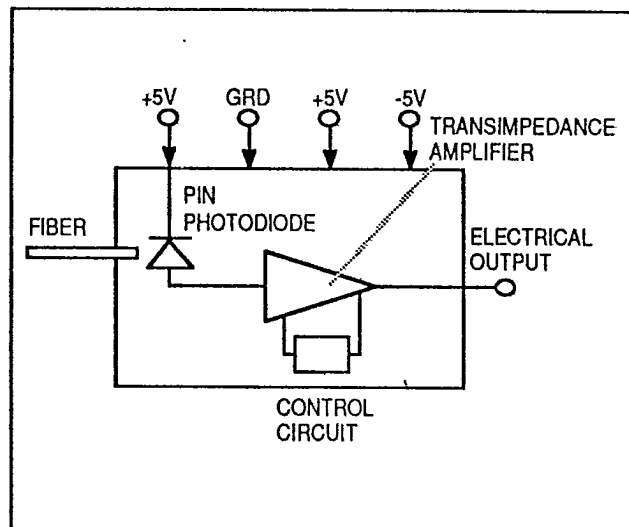 +5V GRD +5V -5V
TRANSIMPEDANCE
AMPLIFIER
PIN
PHOTODIODE
FIBER
ELECTRICAL
OUTPUT
CONTROL
CIRCUIT